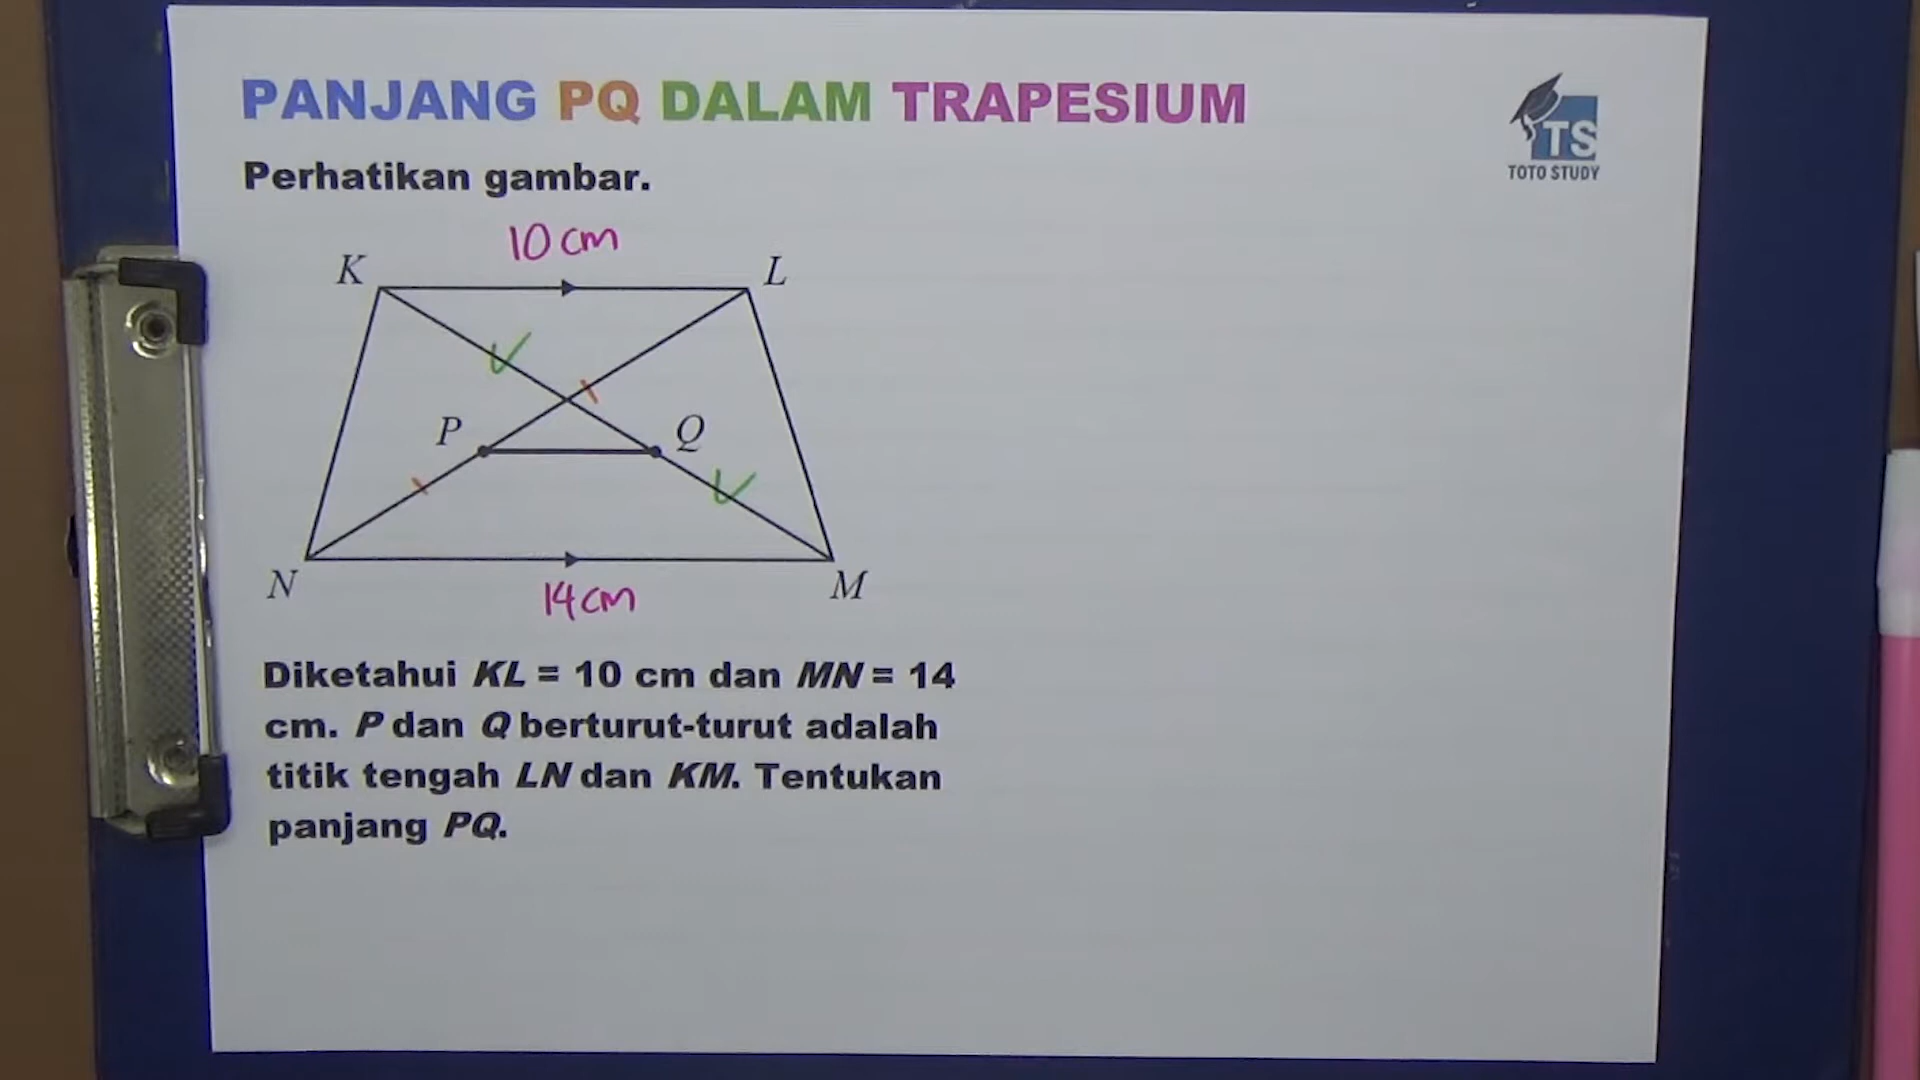 PANJANG PQ DALAM TRAPESIUM
TS
TOTO STUDY
Perhatikan gambar.
10 cm
K
L
P
Q
N
M
14 cm
Diketahui KL = 10 cm dan MN = 14
cm. P dan Q berturut-turut adalah
titik tengah LN dan KM. Tentukan
panjang PQ.